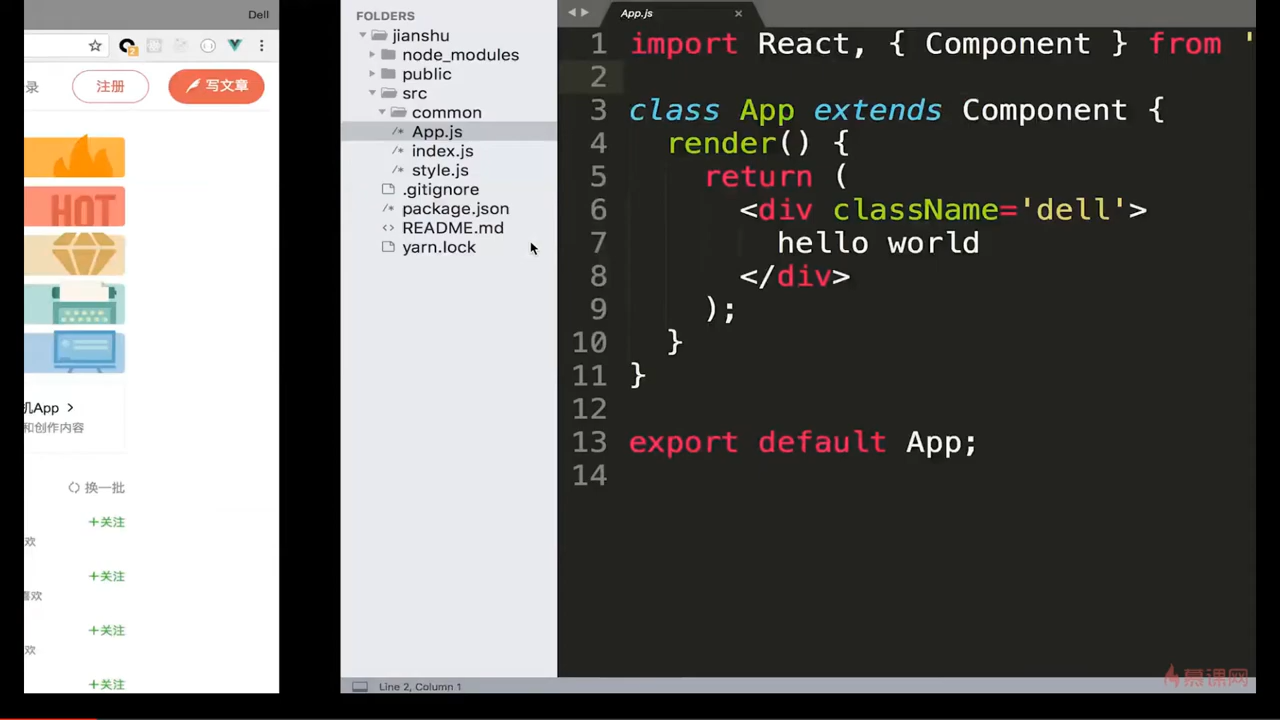 Dell
录
注册
写文章
HOT
机App >
和创作内容
换一批
+关注
欢
+关注
喜欢
+关注
欢
+关注
FOLDERS
jianshu
node_modules
public
src
common
App.js
index.js
style.js
.gitignore
package.json
README.md
yarn.lock
App.js
1 import React, { Component } from '
2
3 class App extends Component {
4 render() {
5 return (
6 <div className='dell'>
7 hello world
8 </div>
9 );
10 }
11 }
12
13 export default App;
14
Line 2, Column 1
慕课网